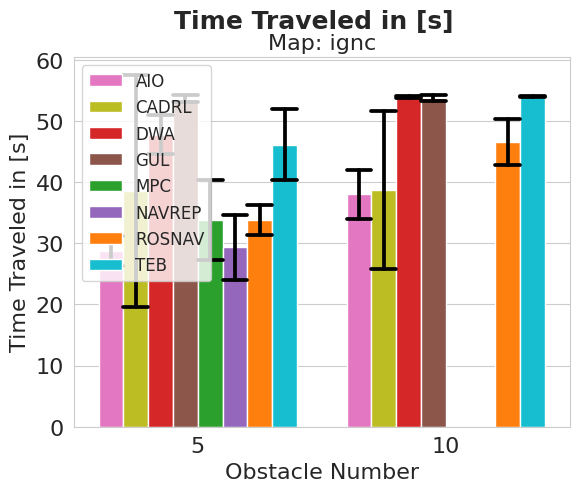 Time Traveled in [s]
Map: ignc
Time Traveled in [s]
60
50
40
30
20
10
0
AIO
CADRL
DWA
GUL
MPC
NAVREP
ROSNAV
TEB
5
10
Obstacle Number